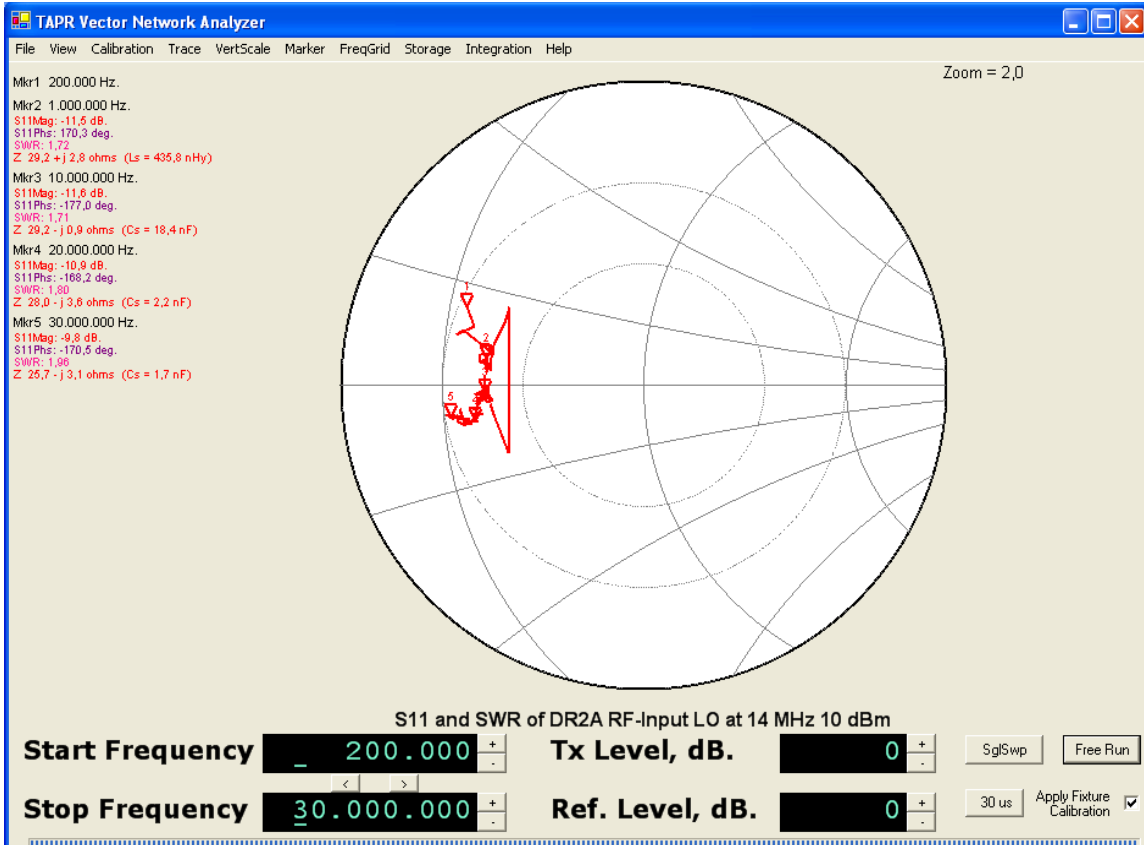 TAPR Vector Network Analyzer
File View Calibration Trace VertScale Marker FreqGrid Storage Integration Help
Zoom = 2,0
Mkr1 200.000 Hz.
Mkr2 1.000.000 Hz.
S11Mag: -11,5 dB.
S11Phs: 170,3 deg.
SWR: 1,72
Z 29,2 + j 2,8 ohms (Ls = 435,8 nHy)
Mkr3 10.000.000 Hz.
S11Mag: -11,6 dB.
S11Phs: -177,0 deg.
SWR: 1,71
Z 29,2 - j 0,9 ohms (Cs = 18,4 nF)
Mkr4 20.000.000 Hz.
S11Mag: -10,9 dB.
S11Phs: -168,2 deg.
SWR: 1,80
Z 28,0 - j 3,6 ohms (Cs = 2,2 nF)
Mkr5 30.000.000 Hz.
S11Mag: -9,8 dB.
S11Phs: -170,5 deg.
SWR: 1,96
Z 25,7 - j 3,1 ohms (Cs = 1,7 nF)
1
2
5
S11 and SWR of DR2A RF-Input LO at 14 MHz 10 dBm
Start Frequency 200.000 + - Tx Level, dB. 0 + - SglSwp Free Run
< >
Stop Frequency 30.000.000 + - Ref. Level, dB. 0 + - 30 us Apply Fixture Calibration